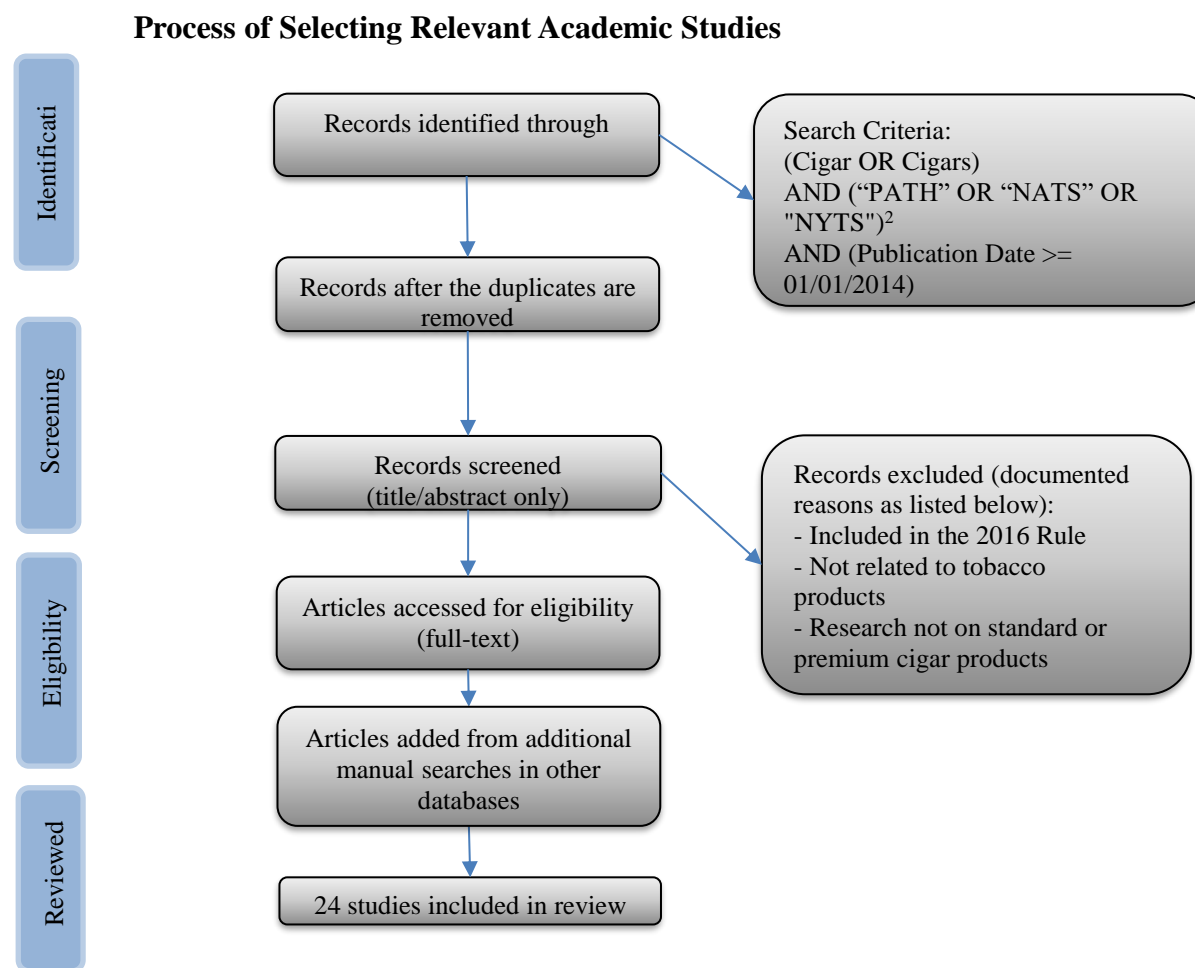 Process of Selecting Relevant Academic Studies
Identificati
Records identified through
Search Criteria:
(Cigar OR Cigars)
AND (“PATH” OR “NATS” OR
"NYTS")2
AND (Publication Date >=
01/01/2014)
Records after the duplicates are
removed
Screening
Records screened
(title/abstract only)
Records excluded (documented
reasons as listed below):
- Included in the 2016 Rule
- Not related to tobacco
products
- Research not on standard or
premium cigar products
Eligibility
Articles accessed for eligibility
(full-text)
Articles added from additional
manual searches in other
databases
Reviewed
24 studies included in review